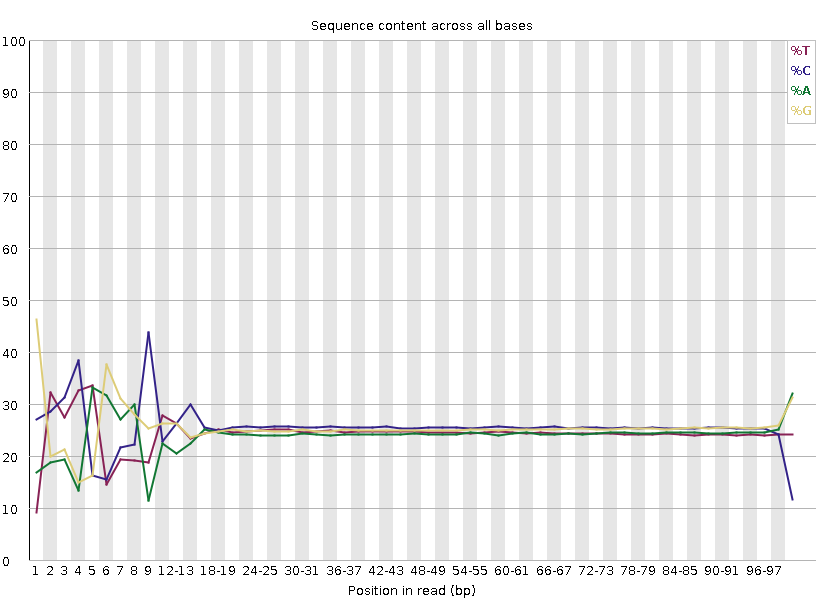 Sequence content across all bases
100
90
80
70
60
50
40
30
20
10
0
%T
%C
%A
%G
1 2 3 4 5 6 7 8 9 12-13 18-19 24-25 30-31 36-37 42-43 48-49 54-55 60-61 66-67 72-73 78-79 84-85 90-91 96-97
Position in read (bp)